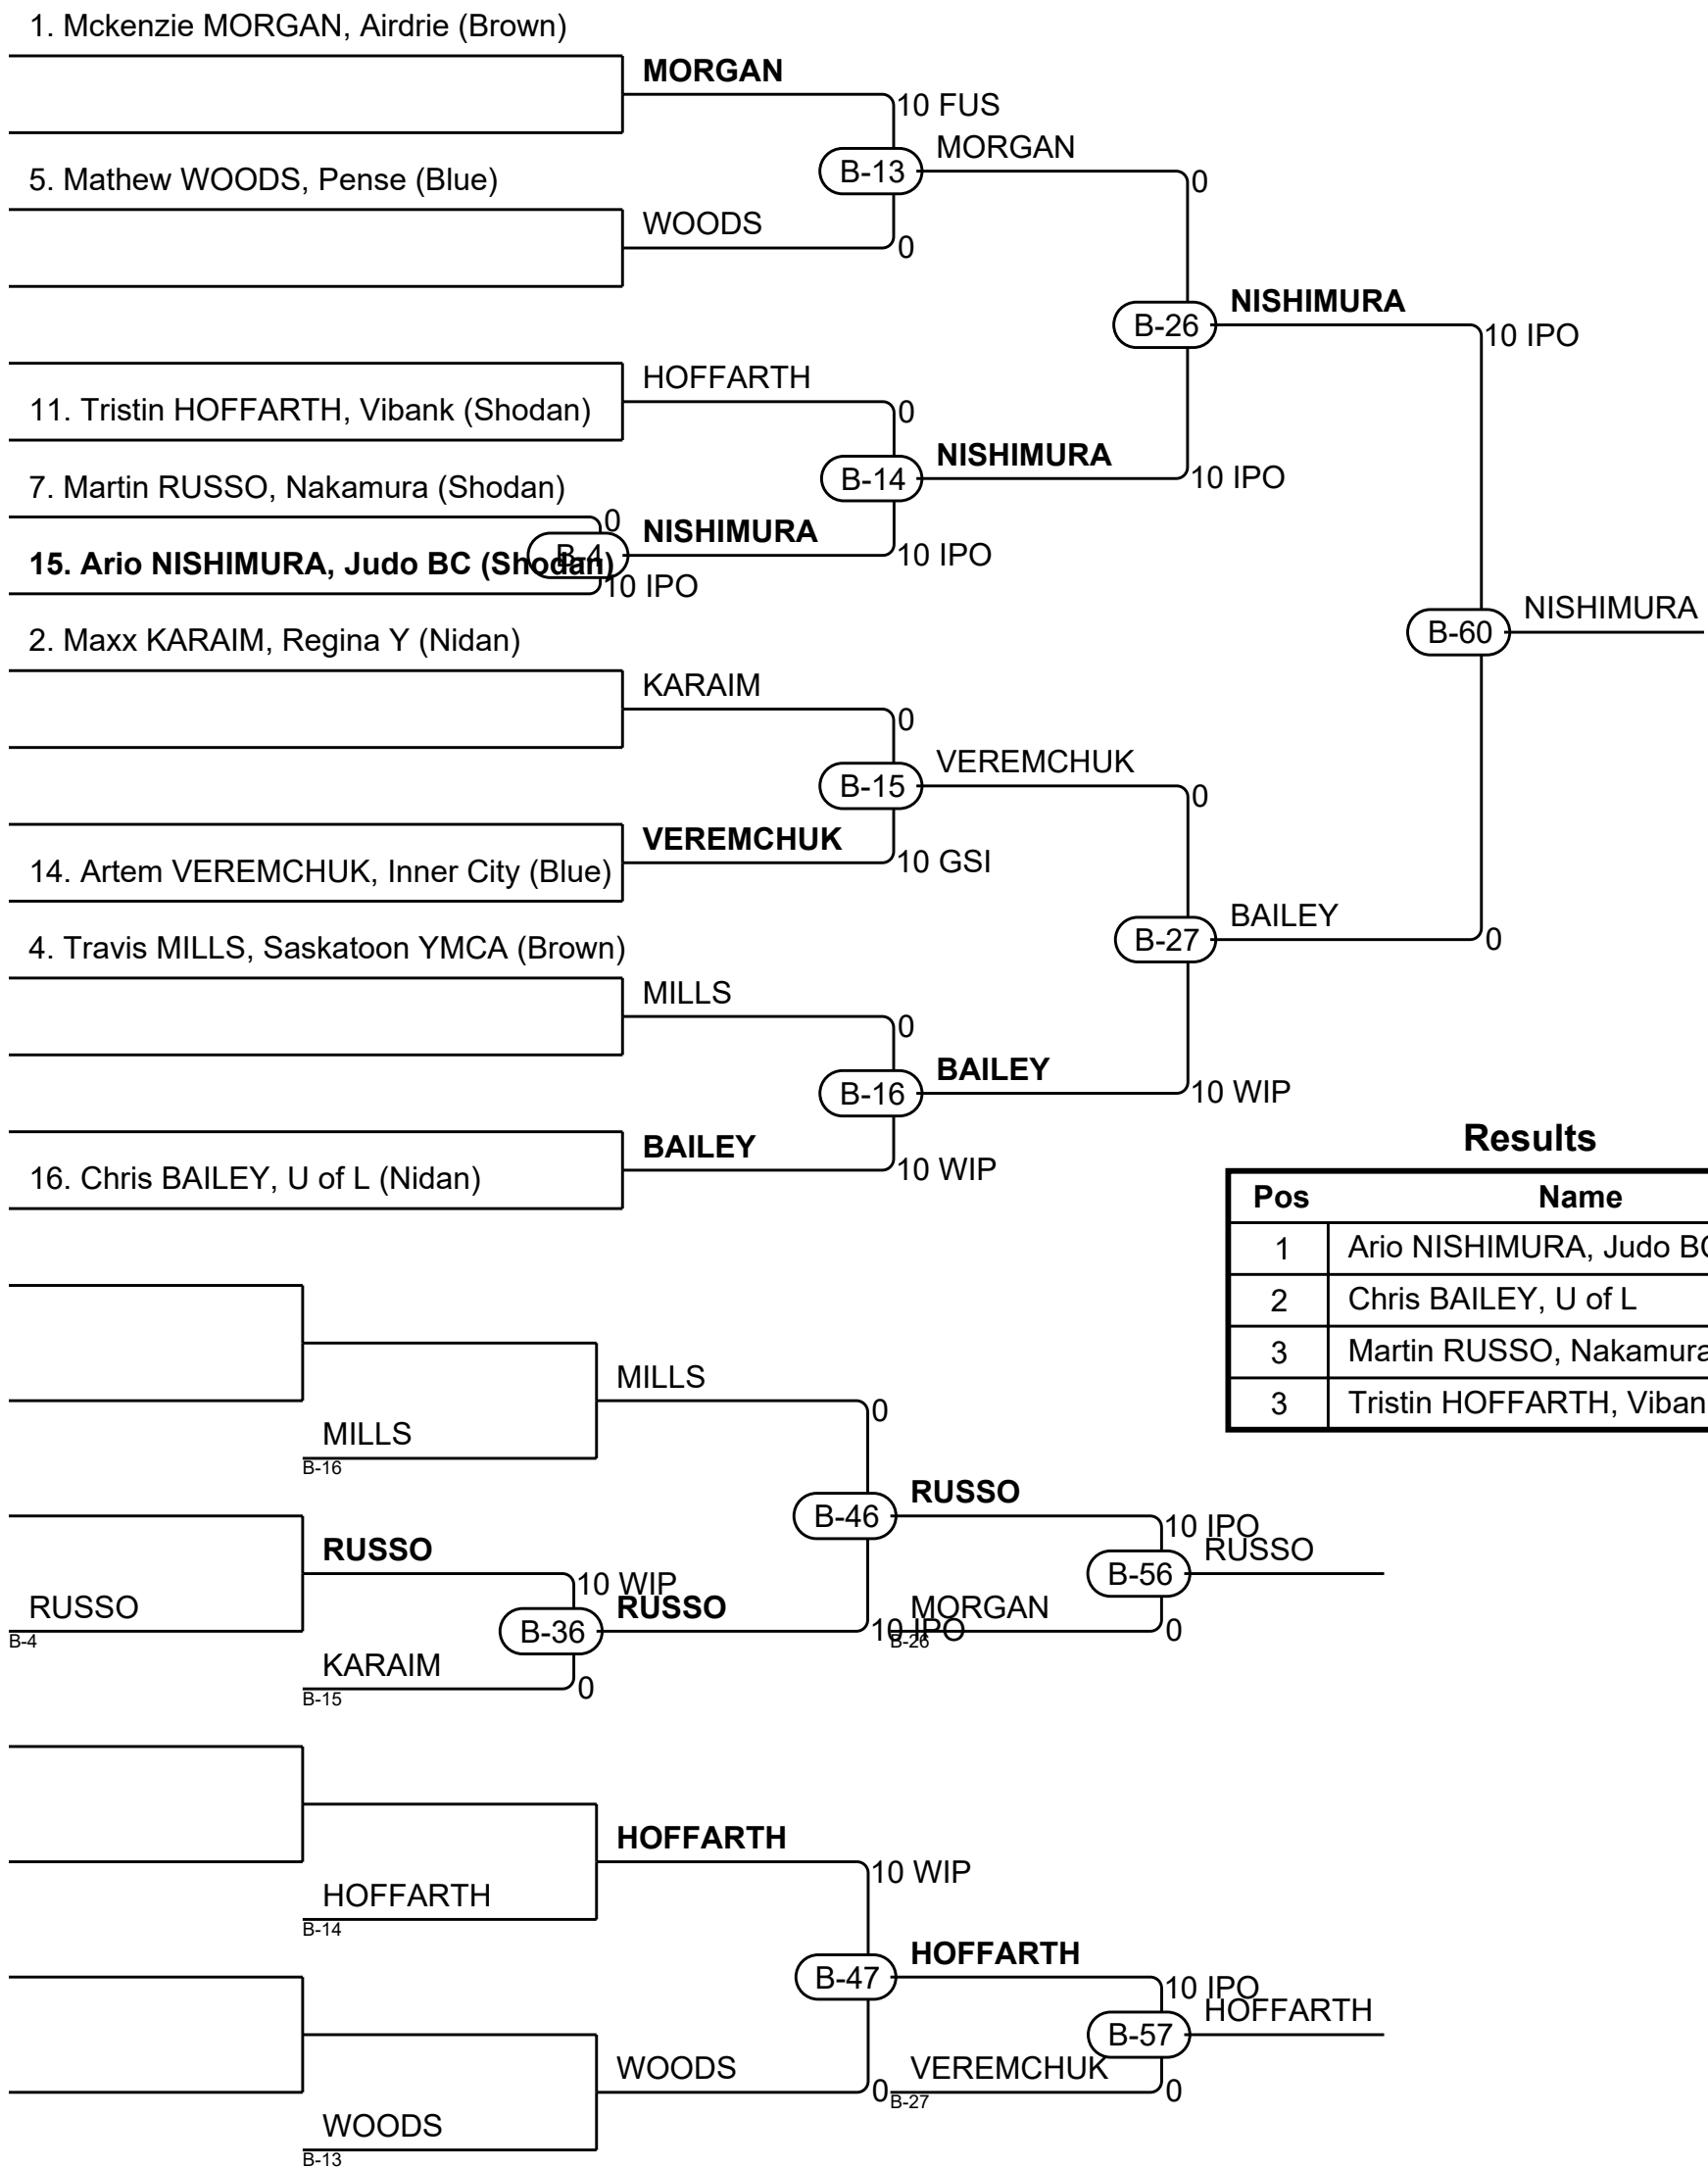 1. Mckenzie MORGAN, Airdrie (Brown)
MORGAN
10 FUS
B-13
MORGAN
0
5. Mathew WOODS, Pense (Blue)
WOODS
0
B-26
NISHIMURA
10 IPO
HOFFARTH
0
11. Tristin HOFFARTH, Vibank (Shodan)
B-14
NISHIMURA
10 IPO
7. Martin RUSSO, Nakamura (Shodan)
0
B-4
NISHIMURA
10 IPO
15. Ario NISHIMURA, Judo BC (Shodan)
10 IPO
B-60
NISHIMURA
2. Maxx KARAIM, Regina Y (Nidan)
KARAIM
0
B-15
VEREMCHUK
0
VEREMCHUK
10 GSI
14. Artem VEREMCHUK, Inner City (Blue)
B-27
BAILEY
0
4. Travis MILLS, Saskatoon YMCA (Brown)
MILLS
0
B-16
BAILEY
10 WIP
BAILEY
10 WIP
16. Chris BAILEY, U of L (Nidan)
Results
Pos Name
1 Ario NISHIMURA, Judo BC
2 Chris BAILEY, U of L
3 Martin RUSSO, Nakamura
3 Tristin HOFFARTH, Viban
MILLS
0
MILLS
B-16
B-46
RUSSO
10 IPO
RUSSO
10 WIP
B-56
RUSSO
RUSSO
B-4
B-36
RUSSO
10 IPO
MORGAN
B-26
0
KARAIM
B-15
0
HOFFARTH
10 WIP
HOFFARTH
B-14
B-47
HOFFARTH
10 IPO
B-57
HOFFARTH
WOODS
0
VEREMCHUK
B-27
0
WOODS
B-13